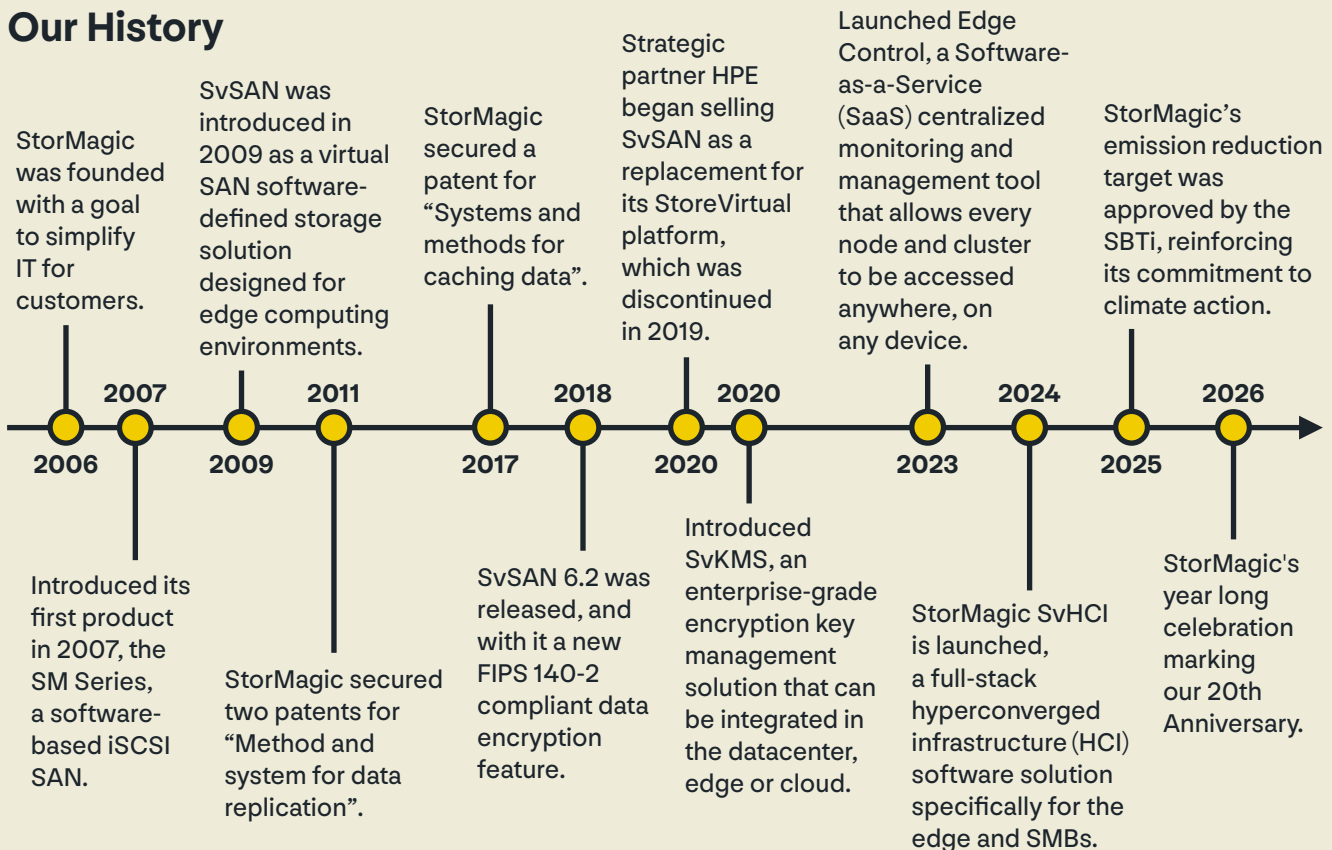 Our History
StorMagic
was founded
with a goal
to simplify
IT for
customers.
2006
2007
Introduced its
first product
in 2007, the
SM Series,
a software-
based iSCSI
SAN.
SvSAN was
introduced in
2009 as a virtual
SAN software-
defined storage
solution
designed for
edge computing
environments.
2009
2011
StorMagic secured
two patents for
“Method and
system for data
replication”.
StorMagic
secured a
patent for
“Systems and
methods for
caching data”.
2017
2018
SvSAN 6.2 was
released, and
with it a new
FIPS 140-2
compliant data
encryption
feature.
Strategic
partner HPE
began selling
SvSAN as a
replacement for
its StoreVirtual
platform,
which was
discontinued
in 2019.
2020
2020
Introduced
SvKMS, an
enterprise-grade
encryption key
management
solution that can
be integrated in
the datacenter,
edge or cloud.
Launched Edge
Control, a Software-
as-a-Service
(SaaS) centralized
monitoring and
management tool
that allows every
node and cluster
to be accessed
anywhere, on
any device.
2023
2024
StorMagic SvHCI
is launched,
a full-stack
hyperconverged
infrastructure (HCI)
software solution
specifically for the
edge and SMBs.
StorMagic’s
emission reduction
target was
approved by the
SBTi, reinforcing
its commitment to
climate action.
2025
2026
StorMagic's
year long
celebration
marking
our 20th
Anniversary.